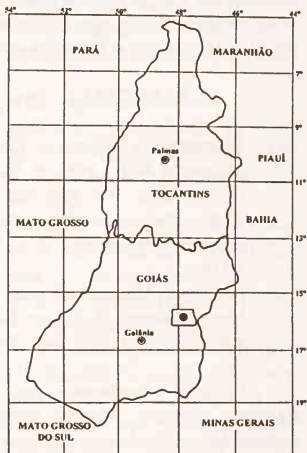 54° 52° 50° 48° 46° 44°
PARÁ
MARANHÃO
7°
9°
Palmas
PIAUÍ
11°
TOCANTINS
MATO GROSSO
BAHIA
13°
GOIÁS
15°
Goiânia
17°
19°
MATO GROSSO
DO SUL
MINAS GERAIS